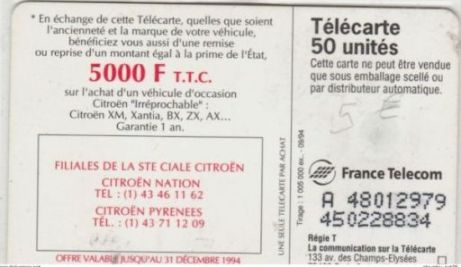 * En échange de cette Télécarte, quelles que soient
l'ancienneté et la marque de votre véhicule,
bénéficiez vous aussi d'une remise
ou reprise d'un montant égal à la prime de l'État,
5000 F T.T.C.
sur l'achat d'un véhicule d'occasion
Citroën "Irréprochable" :
Citroën XM, Xantia, BX, ZX, AX...
Garantie 1 an.
FILIALES DE LA STE CIALE CITROËN
CITROËN NATION
TEL : (1) 43 46 11 62
CITROËN PYRENEES
TÉL. : (1) 43 71 12 09
OFFRE VALABLE JUSQU'AU 31 DÉCEMBRE 1994
UNE SEULE TELECARTE PAR ACHAT
Tirage : 1 005 000 ex. - 09/94
Télécarte
50 unités
Cette carte ne peut être vendue
que sous emballage scellé ou
par distributeur automatique.
5 €
France Telecom
A 48012979
450228834
Régie T
La communication sur la Télécarte
133 av. des Champs-Elysées